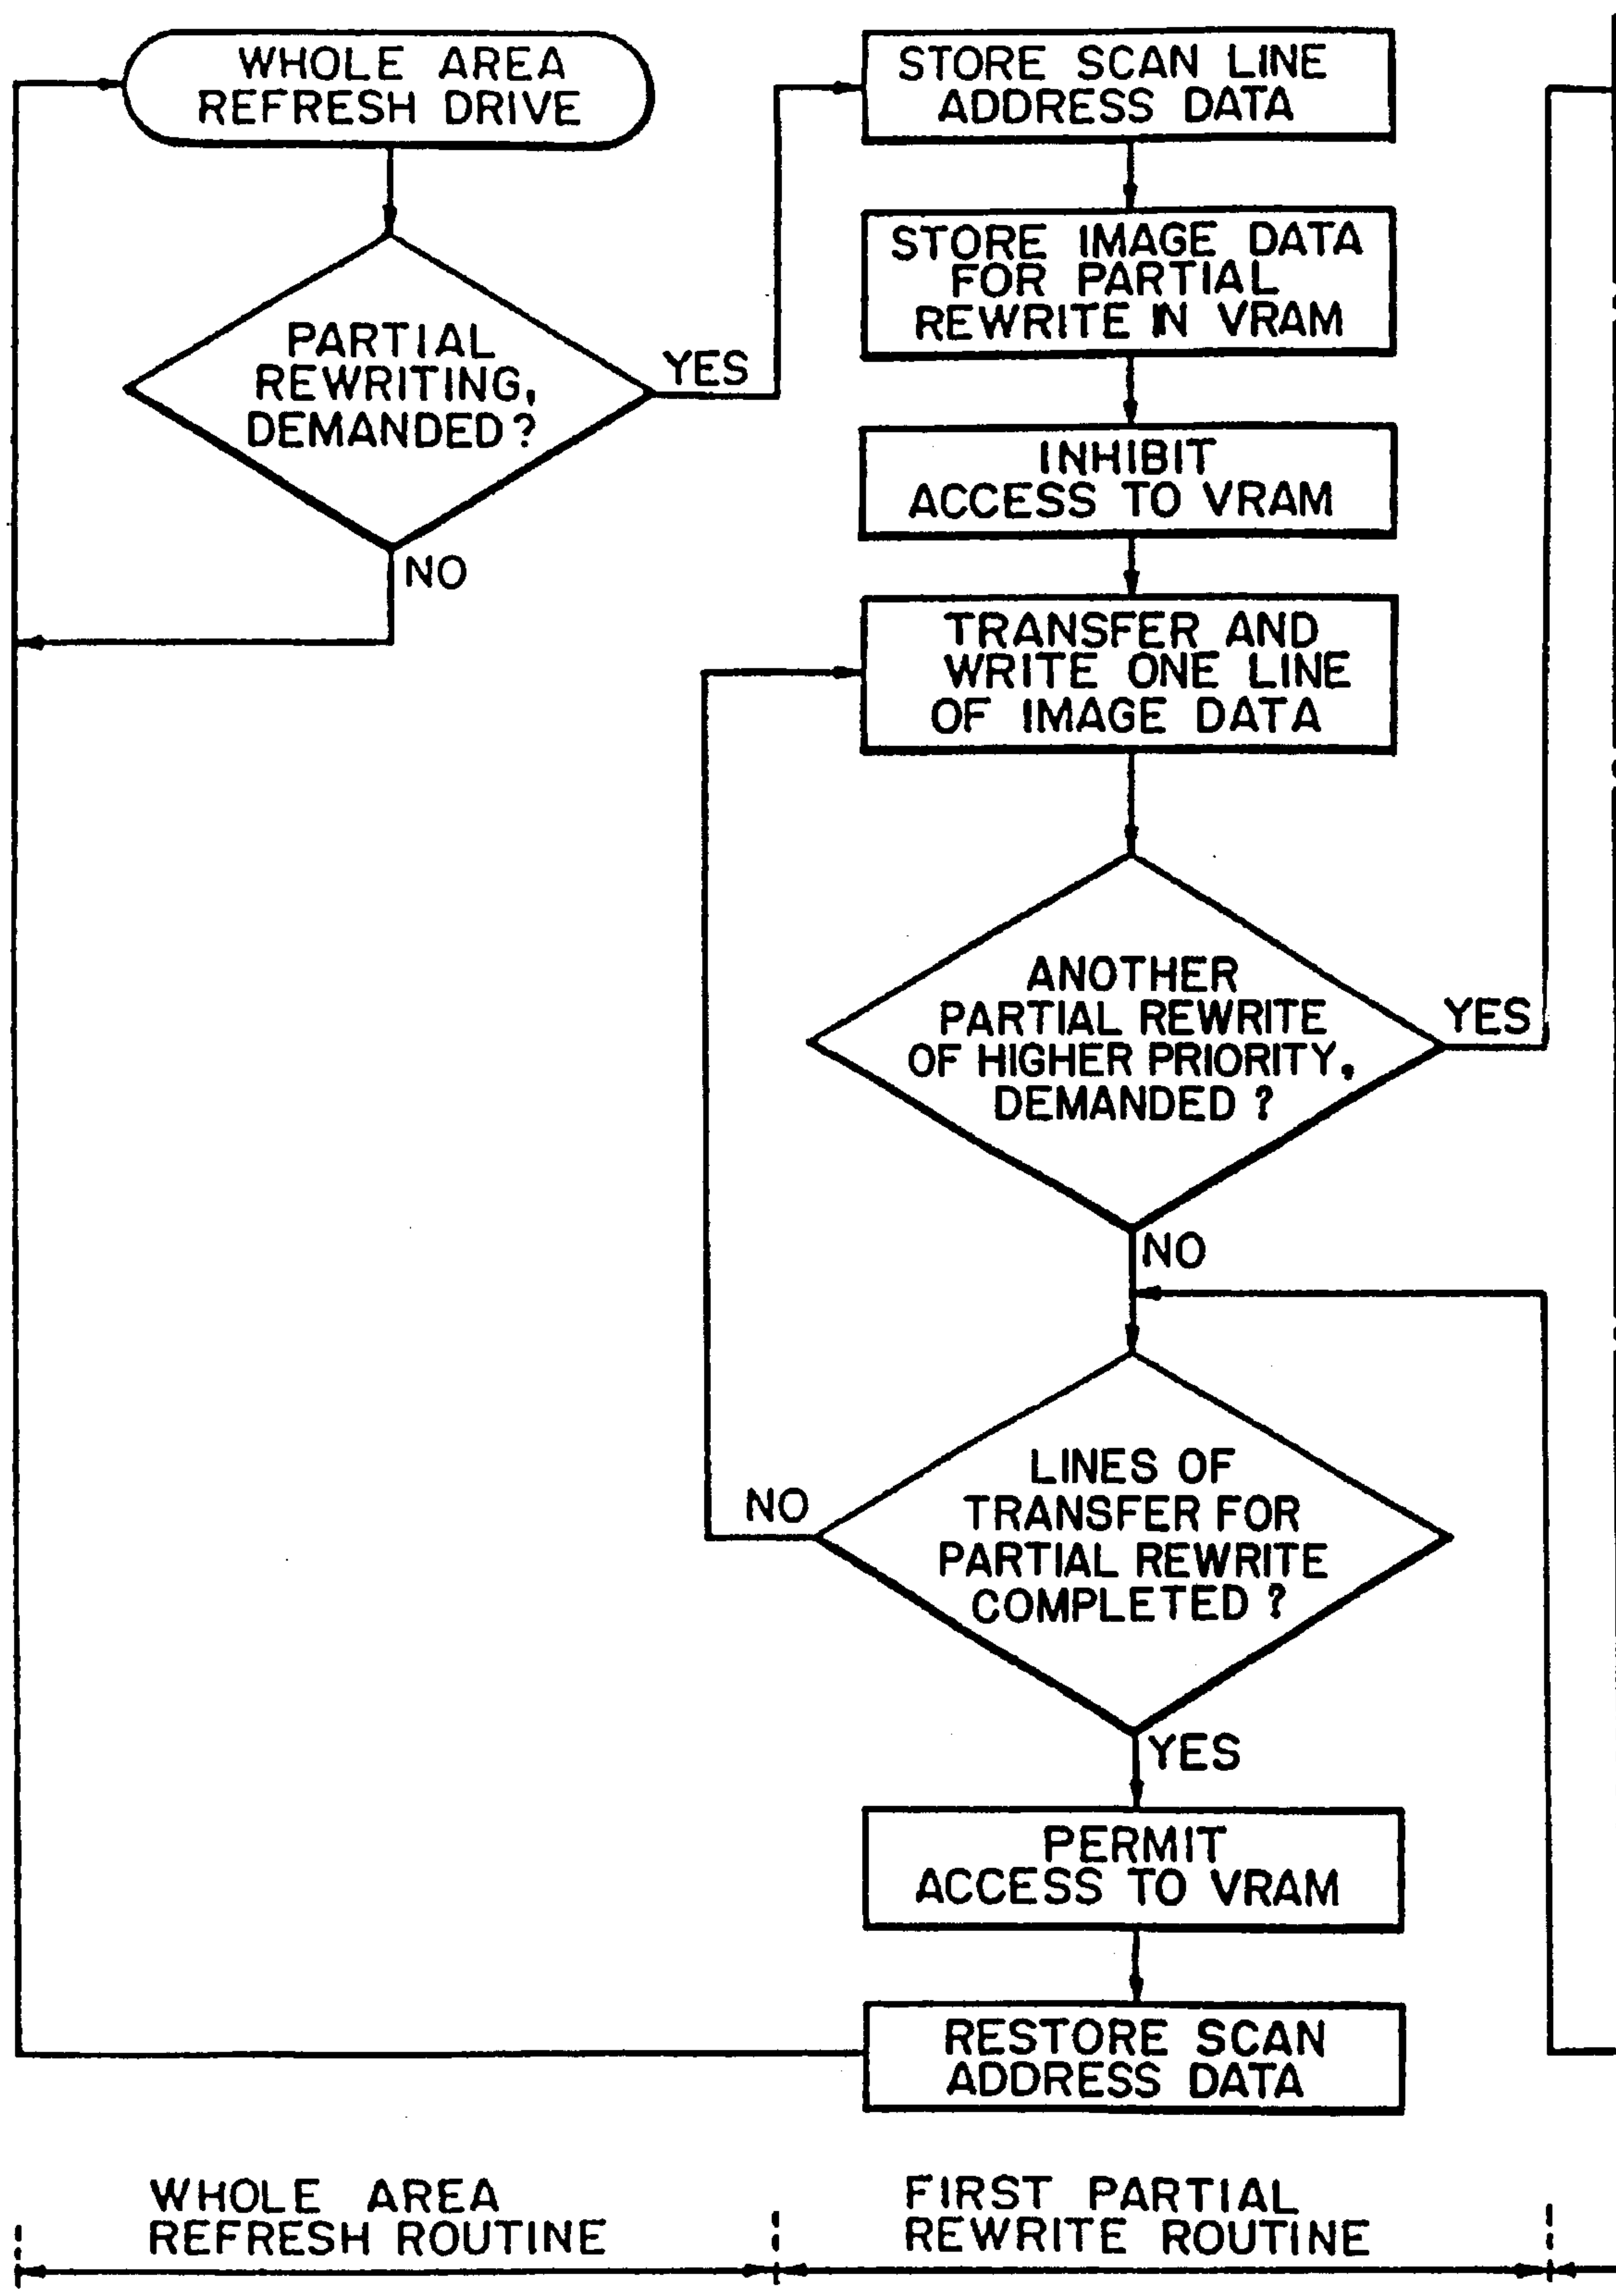 WHOLE AREA
REFRESH DRIVE
PARTIAL
REWRITING,
DEMANDED?
YES
NO
STORE SCAN LINE
ADDRESS DATA
STORE IMAGE DATA
FOR PARTIAL
REWRITE IN VRAM
INHIBIT
ACCESS TO VRAM
TRANSFER AND
WRITE ONE LINE
OF IMAGE DATA
ANOTHER
PARTIAL REWRITE
OF HIGHER PRIORITY,
DEMANDED ?
YES
NO
LINES OF
TRANSFER FOR
PARTIAL REWRITE
COMPLETED ?
NO
YES
PERMIT
ACCESS TO VRAM
RESTORE SCAN
ADDRESS DATA
WHOLE AREA
REFRESH ROUTINE
FIRST PARTIAL
REWRITE ROUTINE